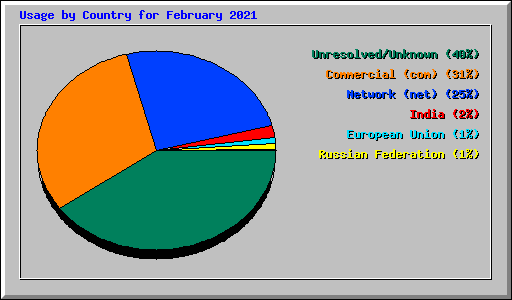 Usage by Country for February 2021
Unresolved/Unknown (40%)
Commercial (com) (31%)
Network (net) (25%)
India (2%)
European Union (1%)
Russian Federation (1%)